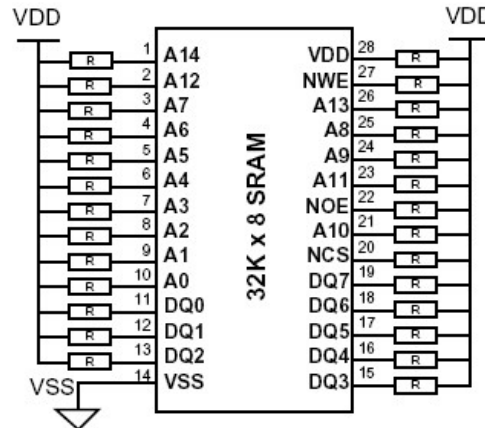 VDD
VDD
1 A14
R
2 A12
R
3 A7
R
4 A6
R
5 A5
R
6 A4
R
7 A3
R
8 A2
R
9 A1
R
10 A0
R
11 DQ0
R
12 DQ1
R
13 DQ2
R
14 VSS
VSS
32K x 8 SRAM
VDD 28
R
NWE 27
R
A13 26
R
A8 25
R
A9 24
R
A11 23
R
NOE 22
R
A10 21
R
NCS 20
R
DQ7 19
R
DQ6 18
R
DQ5 17
R
DQ4 16
R
DQ3 15
R